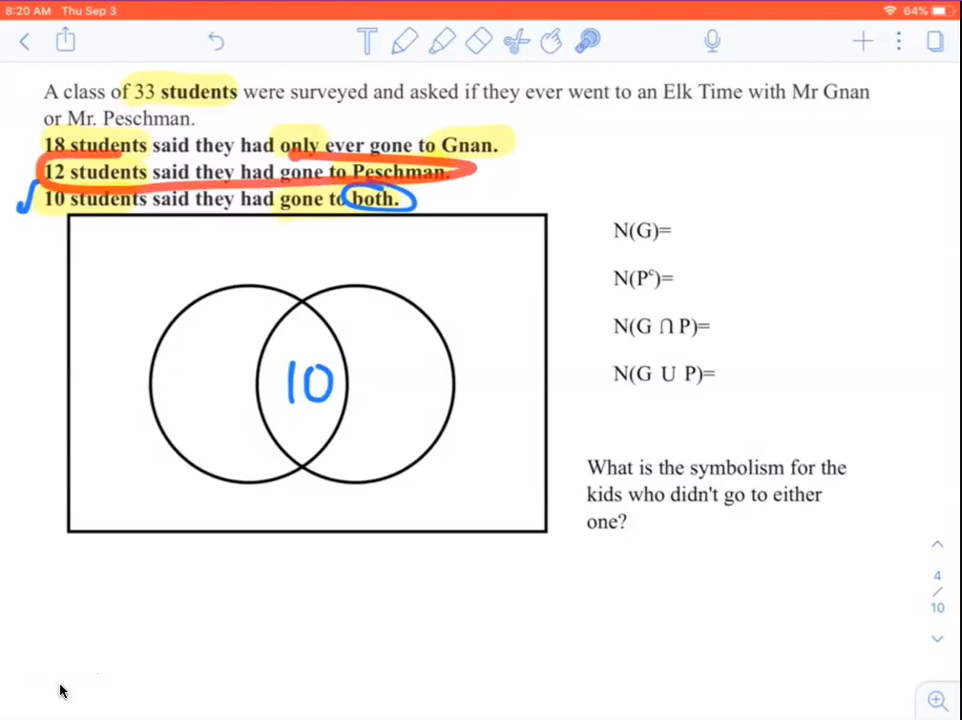 8:20 AM Thu Sep 3
64%
A class of 33 students were surveyed and asked if they ever went to an Elk Time with Mr Gnan
or Mr. Peschman.
18 students said they had only ever gone to Gnan.
12 students said they had gone to Peschman.
10 students said they had gone to both.
10
N(G)=
N(Pᶜ)=
N(G ∩ P)=
N(G U P)=
What is the symbolism for the
kids who didn't go to either
one?
4
/
10